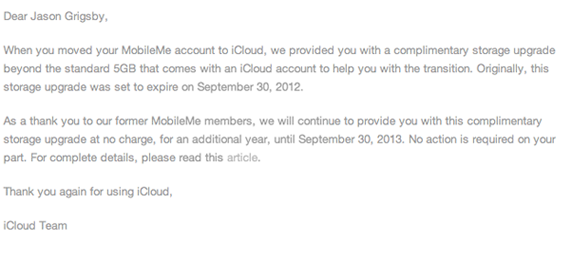 Dear Jason Grigsby,
When you moved your MobileMe account to iCloud, we provided you with a complimentary storage upgrade
beyond the standard 5GB that comes with an iCloud account to help you with the transition. Originally, this
storage upgrade was set to expire on September 30, 2012.
As a thank you to our former MobileMe members, we will continue to provide you with this complimentary
storage upgrade at no charge, for an additional year, until September 30, 2013. No action is required on your
part. For complete details, please read this article.
Thank you again for using iCloud,
iCloud Team